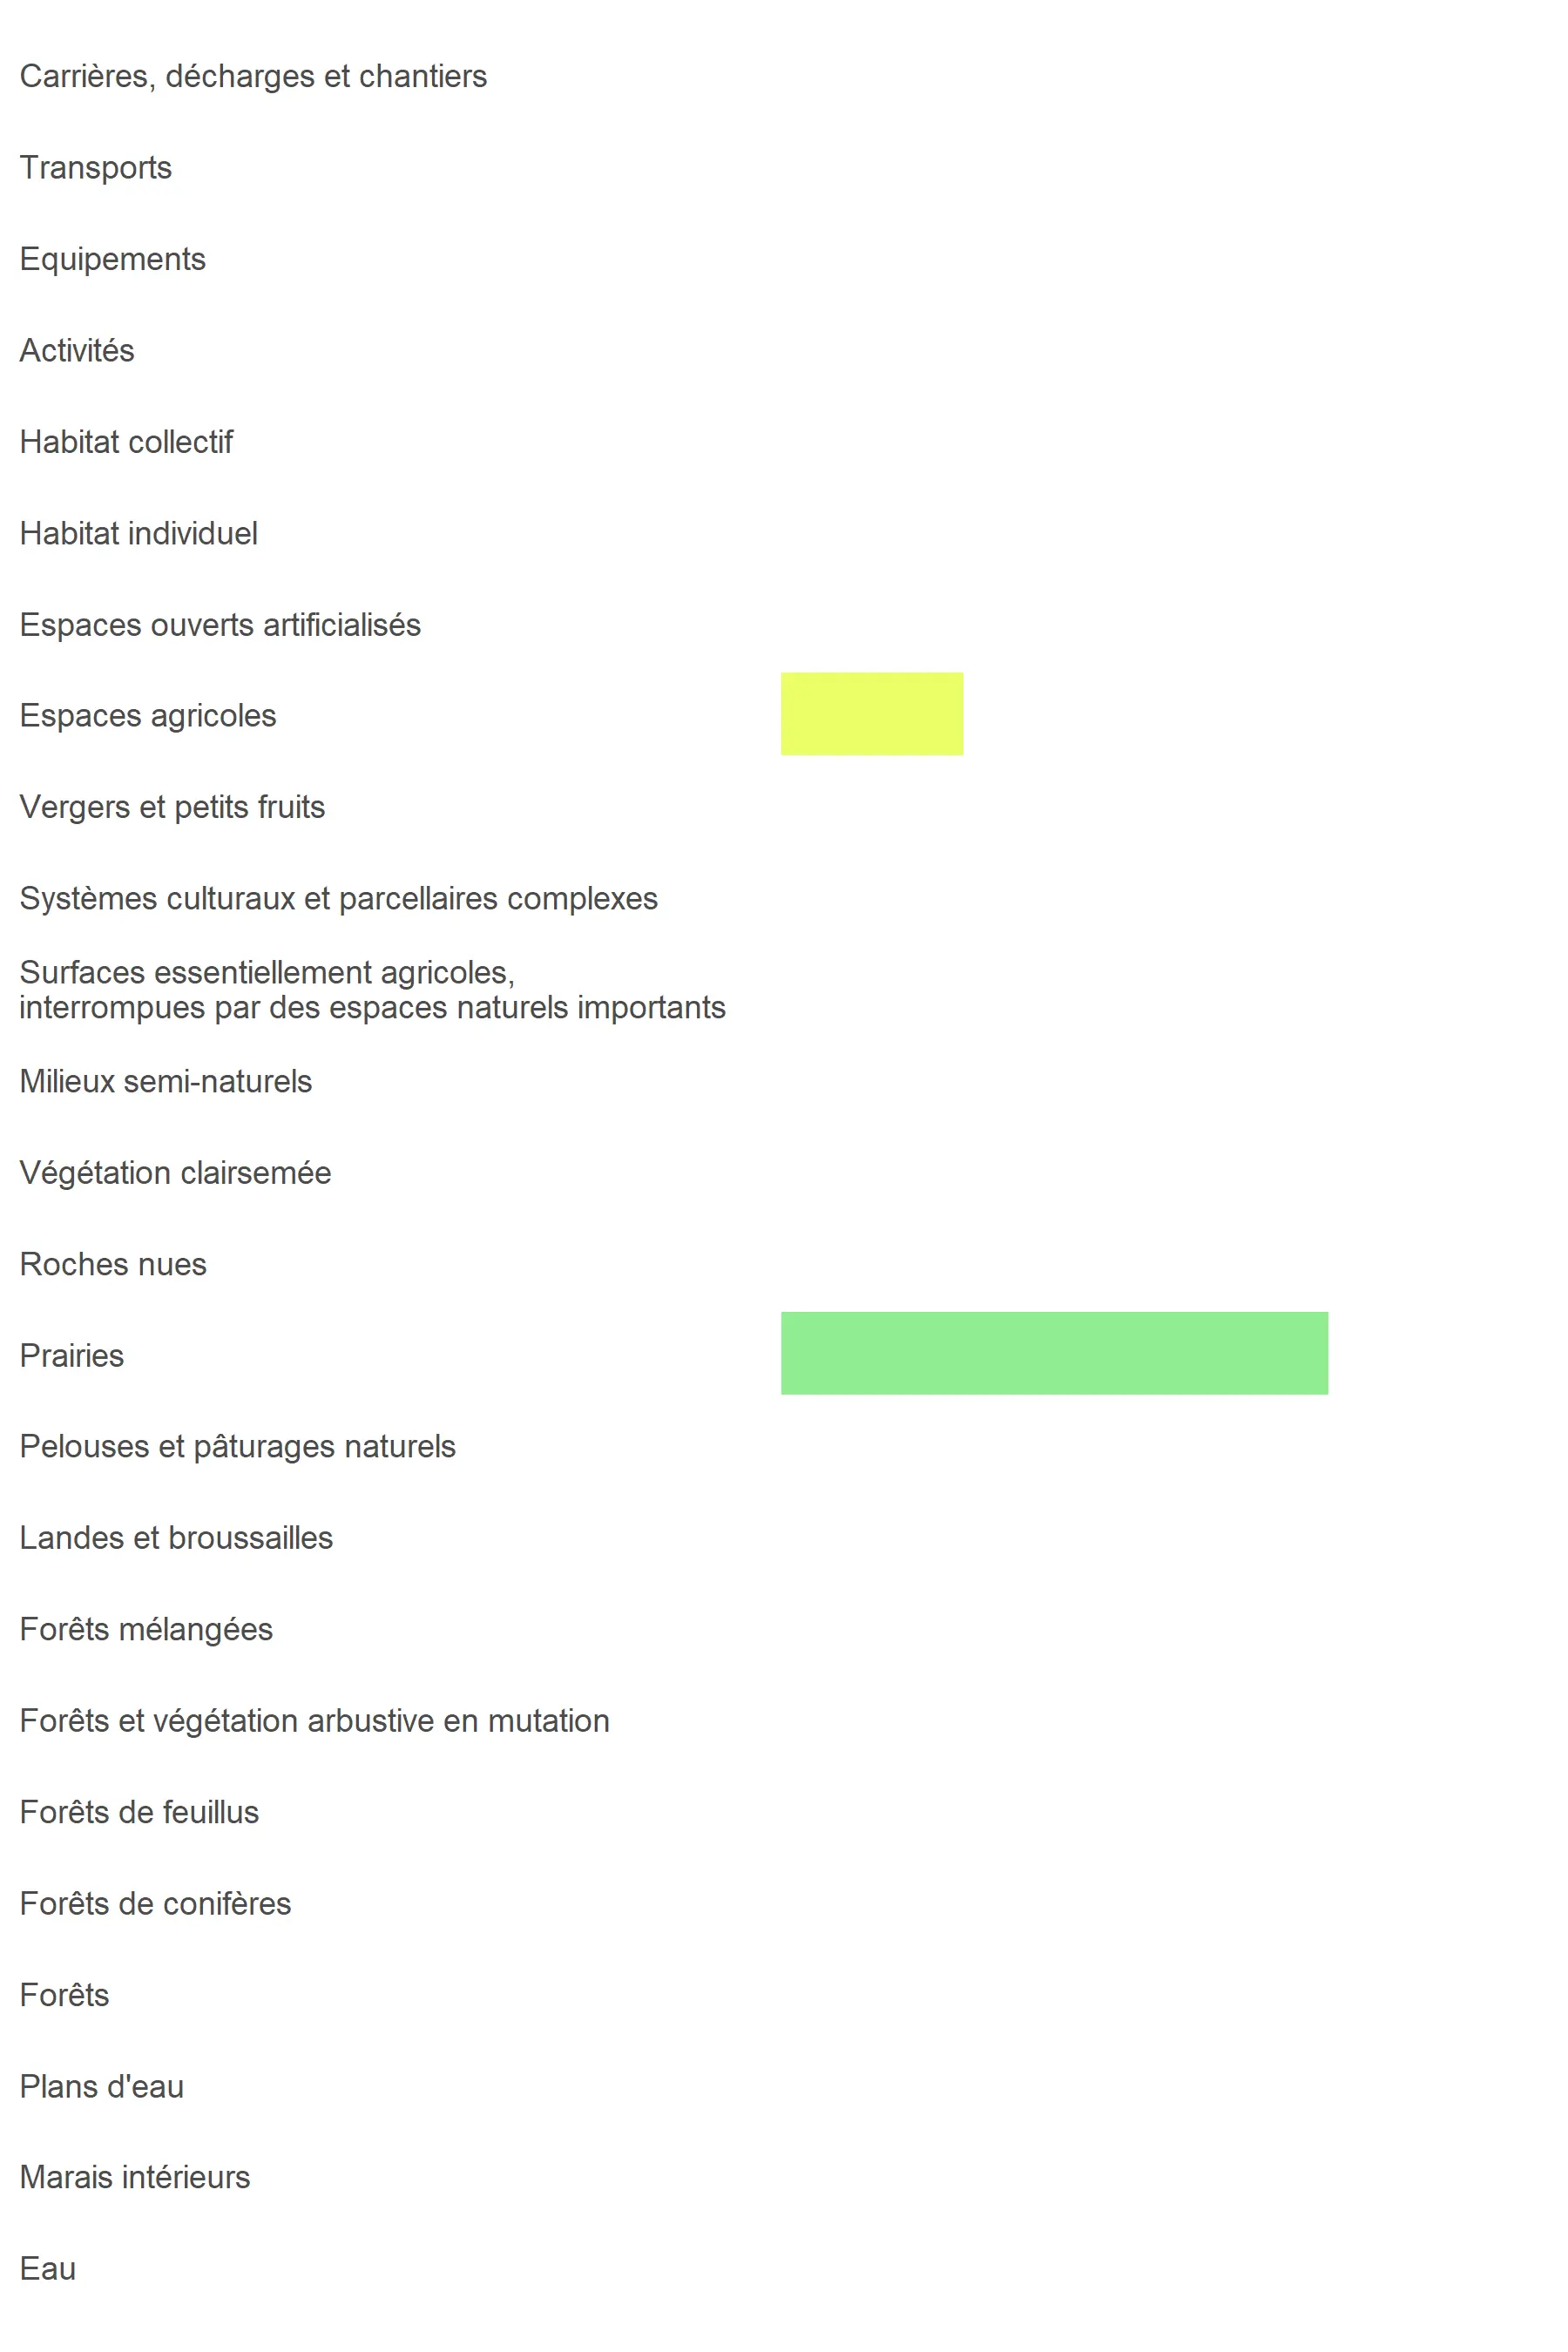 Carrières, décharges et chantiers
Transports
Equipements
Activités
Habitat collectif
Habitat individuel
Espaces ouverts artificialisés
Espaces agricoles
Vergers et petits fruits
Systèmes culturaux et parcellaires complexes
Surfaces essentiellement agricoles,
interrompues par des espaces naturels importants
Milieux semi-naturels
Végétation clairsemée
Roches nues
Prairies
Pelouses et pâturages naturels
Landes et broussailles
Forêts mélangées
Forêts et végétation arbustive en mutation
Forêts de feuillus
Forêts de conifères
Forêts
Plans d'eau
Marais intérieurs
Eau